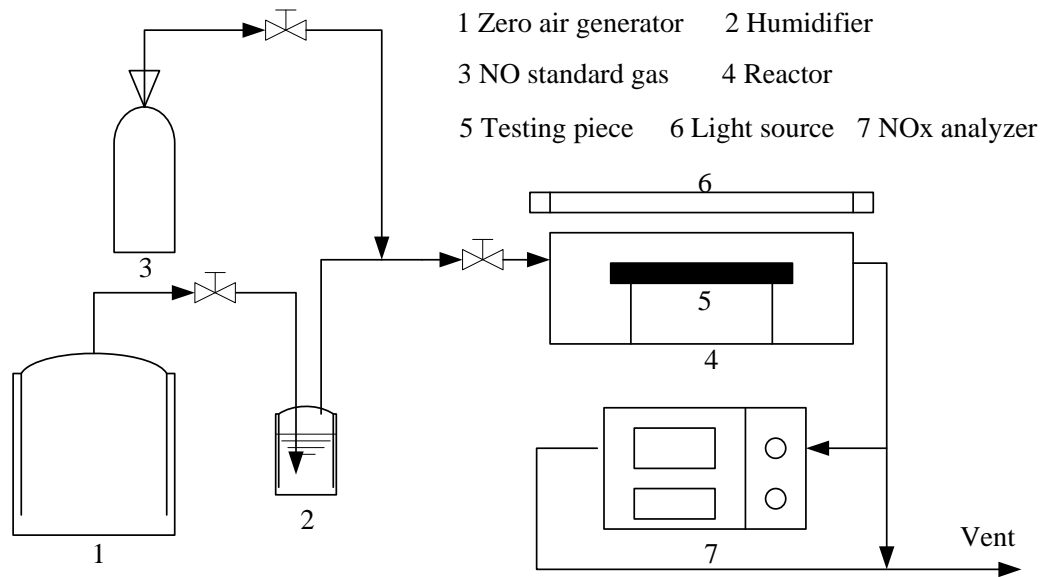 1 Zero air generator 2 Humidifier
3 NO standard gas 4 Reactor
5 Testing piece 6 Light source 7 NOx analyzer
6
3
5
4
2
1
7
Vent